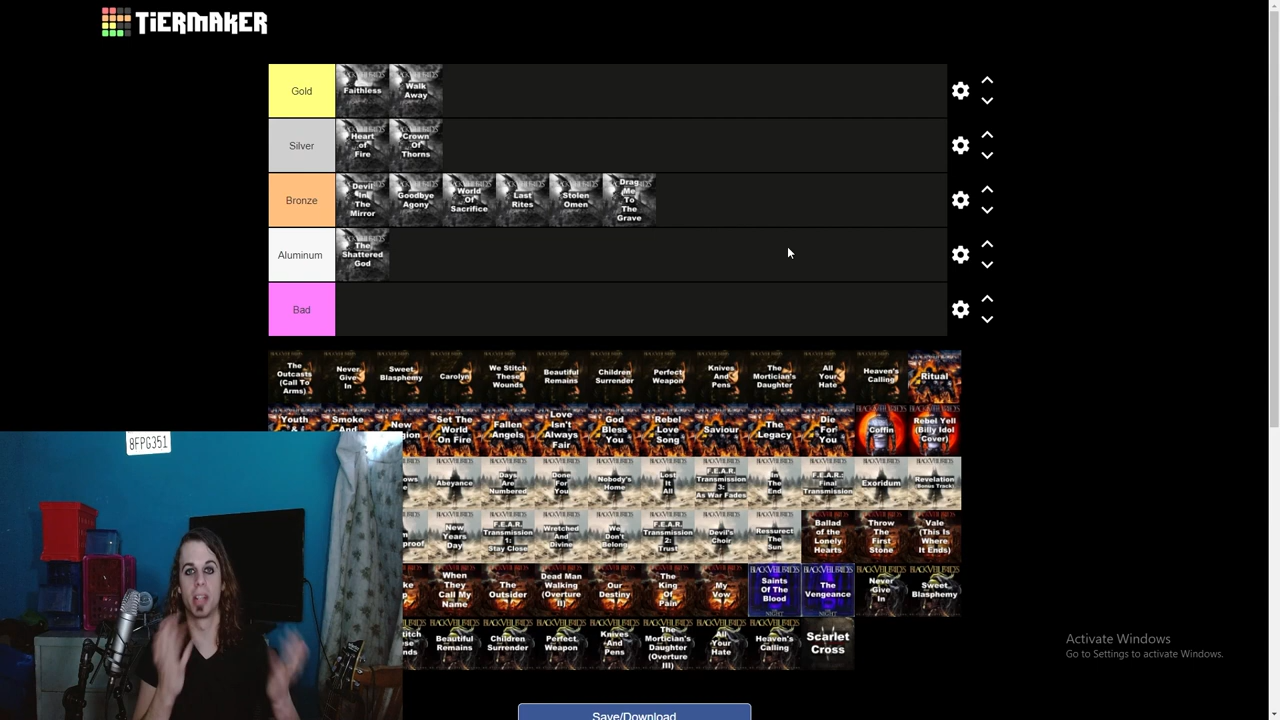 TiERMAKER
Gold
Faithless
Walk
Away
Silver
Heart
of
Fire
Crown
Of
Thorns
Bronze
Devil
In
The
Mirror
Goodbye
Agony
World
Of
Sacrifice
Last
Rites
Stolen
Omen
Drag
Me
To
The
Grave
Aluminum
The
Shattered
God
Bad
The
Outcasts
(Call To
Arms)
Never
Give
In
Sweet
Blasphemy
Carolyn
We Stitch
These
Wounds
Beautiful
Remains
Children
Surrender
Perfect
Weapon
Knives
And
Pens
The
Mortician's
Daughter
All
Your
Hate
Heaven's
Calling
Ritual
Youth
&
Smoke
And
New
Religion
Set The
World
On Fire
Fallen
Angels
Love
Isn't
Always
Fair
God
Bless
You
Rebel
Love
Song
Saviour
The
Legacy
Die
For
You
Coffin
Rebel Yell
(Billy Idol
Cover)
Abeyance
Days
Are
Numbered
Done
For
You
Nobody's
Home
Lost
It
All
F.E.A.R.
Transmission
3:
As War Fades
In
The
End
F.E.A.R.:
Final
Transmission
Exoridum
Revelation
(Bonus Track)
proof
New
Years
Day
F.E.A.R.
Transmission
1:
Stay Close
Wretched
And
Divine
We
Don't
Belong
F.E.A.R.
Transmission
2:
Trust
Devil's
Choir
Ressurect
The
Sun
Ballad
of the
Lonely
Hearts
Throw
The
First
Stone
Vale
(This Is
Where
It Ends)
When
They
Call My
Name
The
Outsider
Dead Man
Walking
(Overture
II)
Our
Destiny
The
King
Of
Pain
My
Vow
Saints
Of The
Blood
The
Vengeance
Never
Give
In
Sweet
Blasphemy
Beautiful
Remains
Children
Surrender
Perfect
Weapon
Knives
And
Pens
The
Mortician's
Daughter
(Overture
III)
All
Your
Hate
Heaven's
Calling
Scarlet
Cross
8FPG351
Save/Download
Activate Windows
Go to Settings to activate Windows.